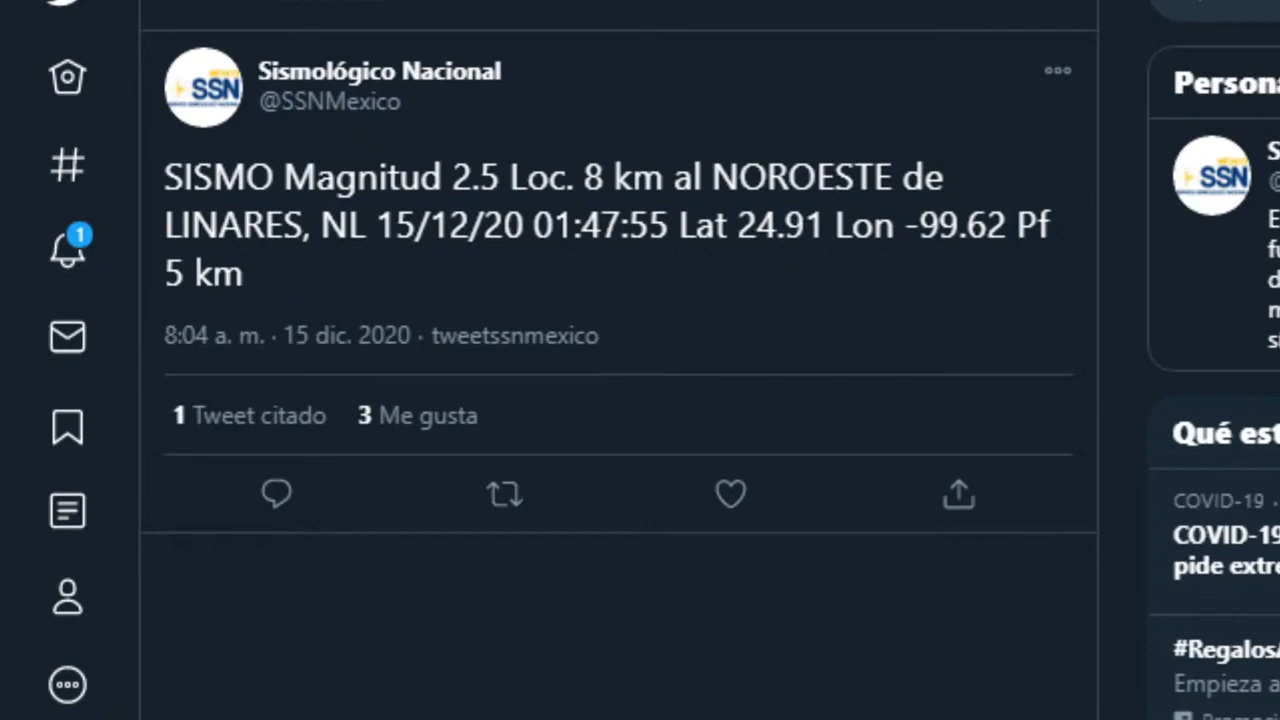 Sismológico Nacional
@SSNMexico
SISMO Magnitud 2.5 Loc. 8 km al NOROESTE de
LINARES, NL 15/12/20 01:47:55 Lat 24.91 Lon -99.62 Pf
5 km
8:04 a. m. · 15 dic. 2020 · tweetssnmexico
1 Tweet citado 3 Me gusta
1
SSN
Persona
SSN
Qué est
COVID-19 ·
COVID-19
pide extre
#Regalos
Empieza a